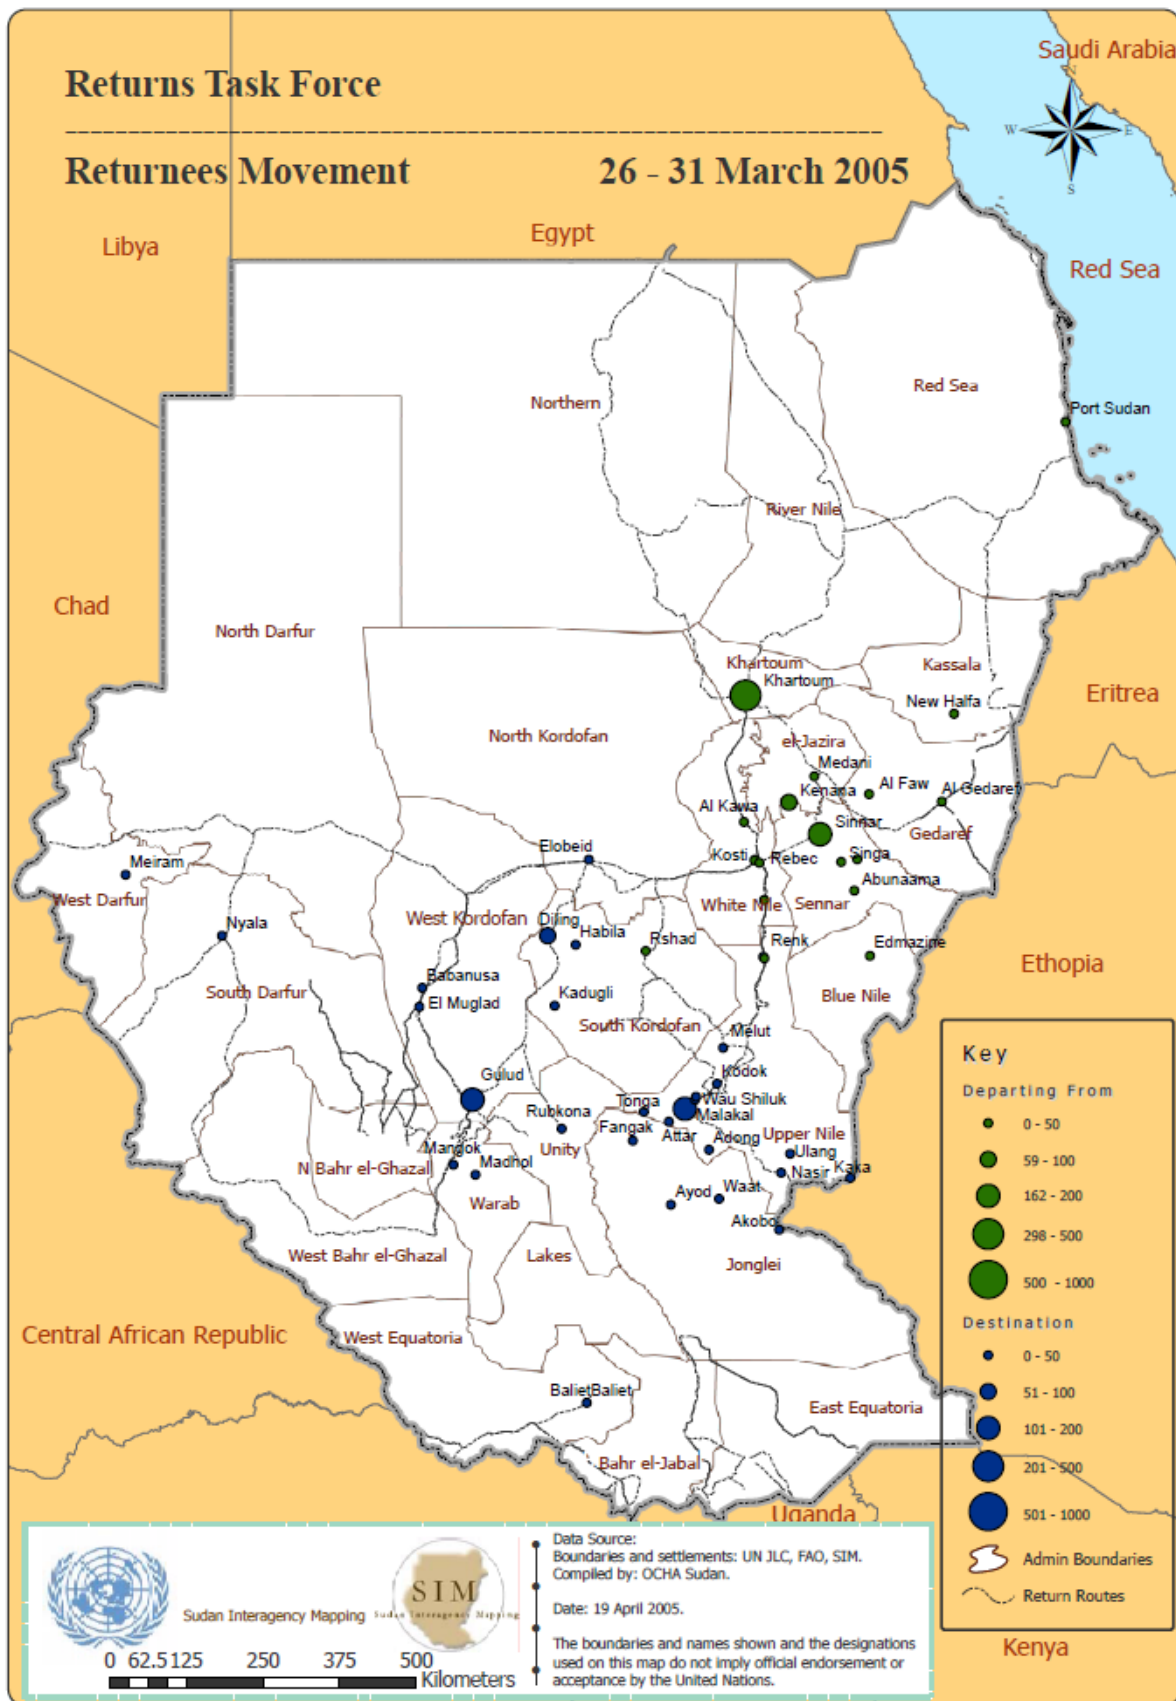 Saudi Arabia
Returns Task Force
Returnees Movement 26 - 31 March 2005
N
W E
S
Libya
Egypt
Red Sea
Northern
Red Sea
Port Sudan
River Nile
Chad
North Darfur
Khartoum
Khartoum
Kassala
New Halfa
Eritrea
North Kordofan
el-Jazira
Medani
Kenana
Al Faw
Al Gedaref
Al Kawa
Sinnar
Gedaref
Elobeid
Kosti
Rebec
Singa
Meiram
Abunaama
West Darfur
West Kordofan
White Nile
Sennar
Nyala
Diling
Habila
Rshad
Renk
Edmazine
Ethopia
Babanusa
South Darfur
El Muglad
Kadugli
Blue Nile
South Kordofan
Melut
Gulud
Kodok
Tonga
Wau Shiluk
Rubkona
Malakal
Fangak
Attar
Adong
Upper Nile
Unity
Ulang
Mangok
N Bahr el-Ghazal
Madhol
Nasir
Kaka
Warab
Ayod
Waat
Akobo
West Bahr el-Ghazal
Lakes
Jonglei
Central African Republic
West Equatoria
BalietBaliet
East Equatoria
Bahr el-Jabal
Uganda
Kenya
Key
Departing From
0 - 50
59 - 100
162 - 200
298 - 500
500 - 1000
Destination
0 - 50
51 - 100
101 - 200
201 - 500
501 - 1000
Admin Boundaries
Return Routes
Sudan Interagency Mapping
SIM
Sudan Interagency Mapping
0 62.5 125 250 375 500
Kilometers
Data Source:
Boundaries and settlements: UN JLC, FAO, SIM.
Compiled by: OCHA Sudan.
Date: 19 April 2005.
The boundaries and names shown and the designations
used on this map do not imply official endorsement or
acceptance by the United Nations.